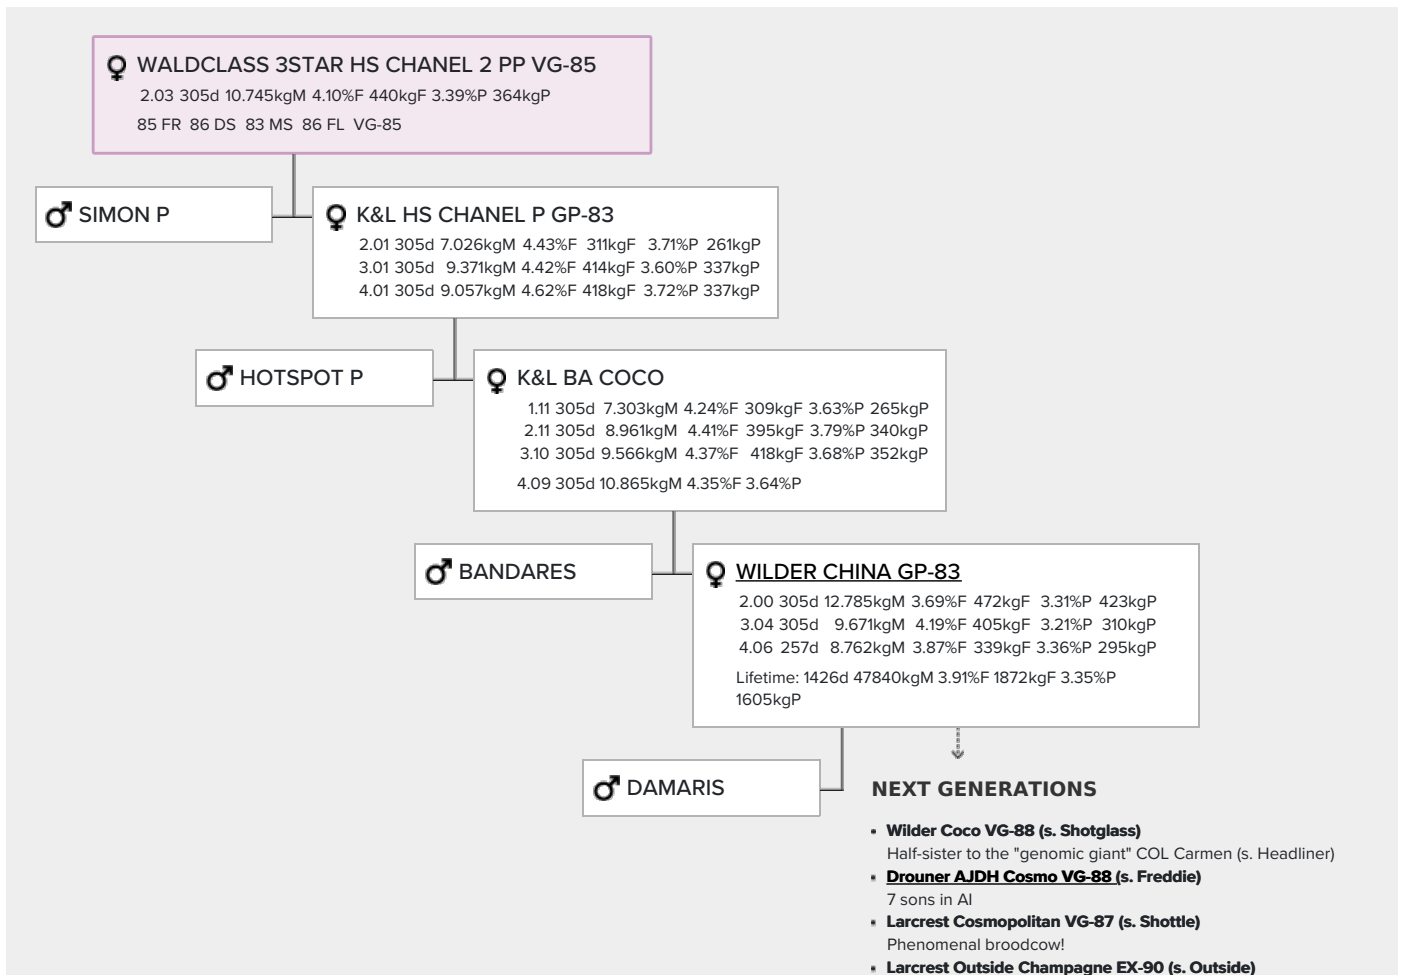 WALDCLASS 3STAR HS CHANEL 2 PP VG-85
2.03 305d 10.745kgM 4.10%F 440kgF 3.39%P 364kgP
85 FR 86 DS 83 MS 86 FL VG-85
SIMON P
K&L HS CHANEL P GP-83
2.01 305d 7.026kgM 4.43%F 311kgF 3.71%P 261kgP
3.01 305d 9.371kgM 4.42%F 414kgF 3.60%P 337kgP
4.01 305d 9.057kgM 4.62%F 418kgF 3.72%P 337kgP
HOTSPOT P
K&L BA COCO
1.11 305d 7.303kgM 4.24%F 309kgF 3.63%P 265kgP
2.11 305d 8.961kgM 4.41%F 395kgF 3.79%P 340kgP
3.10 305d 9.566kgM 4.37%F 418kgF 3.68%P 352kgP
4.09 305d 10.865kgM 4.35%F 3.64%P
BANDARES
WILDER CHINA GP-83
2.00 305d 12.785kgM 3.69%F 472kgF 3.31%P 423kgP
3.04 305d 9.671kgM 4.19%F 405kgF 3.21%P 310kgP
4.06 257d 8.762kgM 3.87%F 339kgF 3.36%P 295kgP
Lifetime: 1426d 47840kgM 3.91%F 1872kgF 3.35%P
1605kgP
DAMARIS
NEXT GENERATIONS
Wilder Coco VG-88 (s. Shotglass)
Half-sister to the "genomic giant" COL Carmen (s. Headliner)
Drouner AJDH Cosmo VG-88 (s. Freddie)
7 sons in AI
Larcrest Cosmopolitan VG-87 (s. Shottle)
Phenomenal broodcow!
Larcrest Outside Champagne EX-90 (s. Outside)